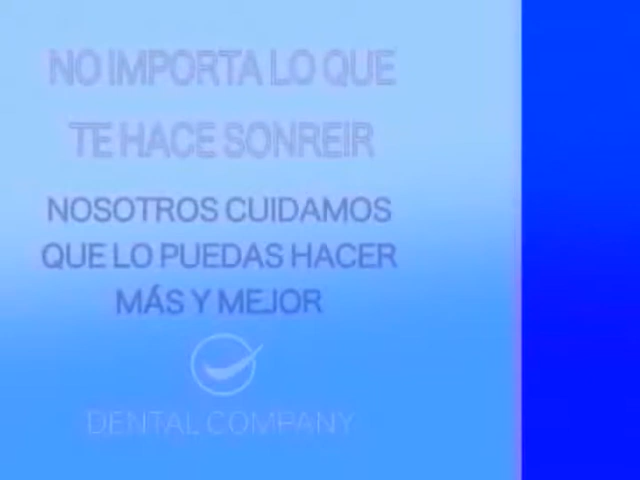 NO IMPORTA LO QUE
TE HACE SONREIR
NOSOTROS CUIDAMOS
QUE LO PUEDAS HACER
MÁS Y MEJOR
DENTAL COMPANY